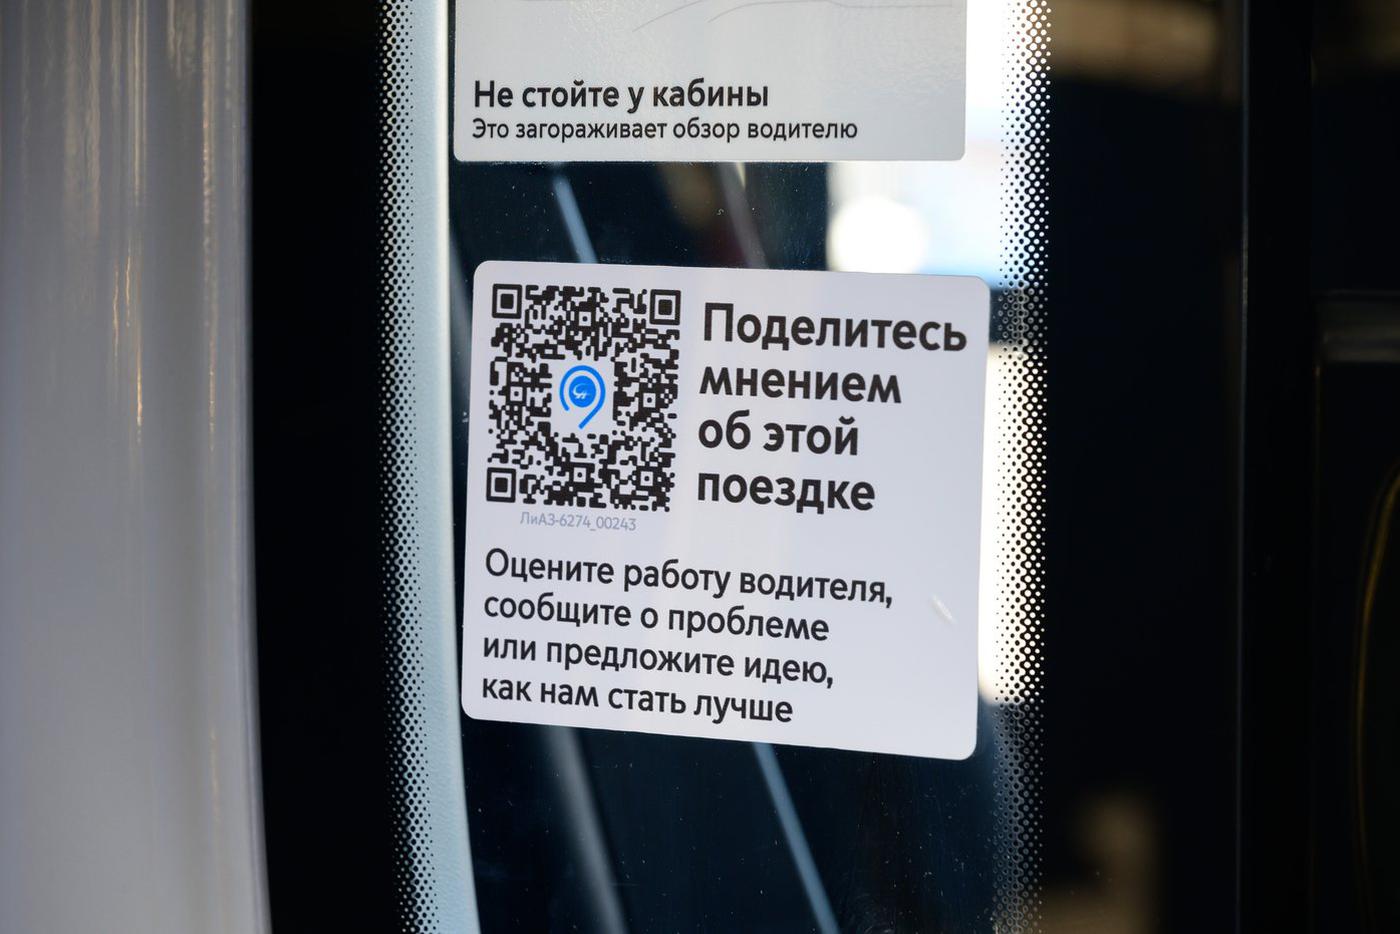 Не стойте у кабины
Это загораживает обзор водителю
Поделитесь
мнением
об этой
поездке
ЛиАЗ-6274_00243
Оцените работу водителя,
сообщите о проблеме
или предложите идею,
как нам стать лучше